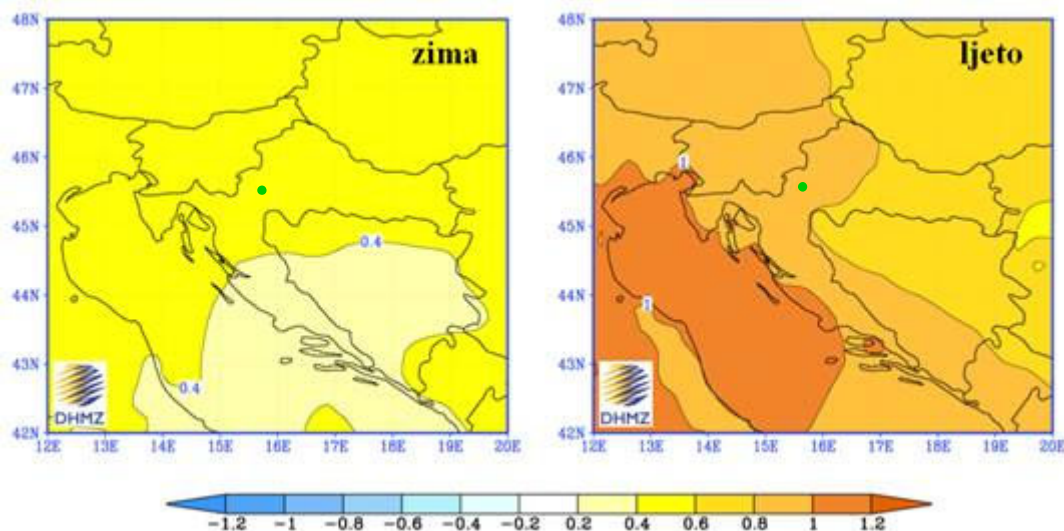 48N
47N
46N
45N
44N
43N
42N
zima
0.4
0.4
DHMZ
12E 13E 14E 15E 16E 17E 18E 19E 20E
48N
47N
46N
45N
44N
43N
42N
ljeto
1
1
DHMZ
12E 13E 14E 15E 16E 17E 18E 19E 20E
-1.2 -1 -0.8 -0.6 -0.4 -0.2 0.2 0.4 0.6 0.8 1 1.2